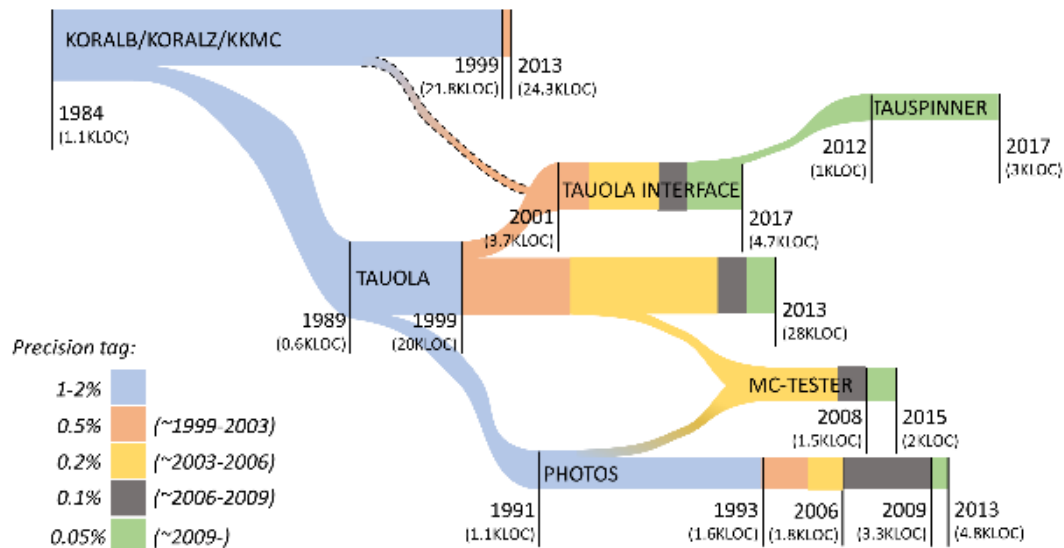 KORALB/KORALZ/KKMC
1984
(1.1KLOC)
1999
(21.8KLOC)
2013
(24.3KLOC)
TAUSPINNER
2012
(1KLOC)
2017
(3KLOC)
TAUOLA INTERFACE
2001
(3.7KLOC)
2017
(4.7KLOC)
TAUOLA
1989
(0.6KLOC)
1999
(20KLOC)
2013
(28KLOC)
MC-TESTER
2008
(1.5KLOC)
2015
(2KLOC)
PHOTOS
1991
(1.1KLOC)
1993
(1.6KLOC)
2006
(1.8KLOC)
2009
(3.3KLOC)
2013
(4.8KLOC)
Precision tag:
1-2%
0.5% (~1999-2003)
0.2% (~2003-2006)
0.1% (~2006-2009)
0.05% (~2009-)